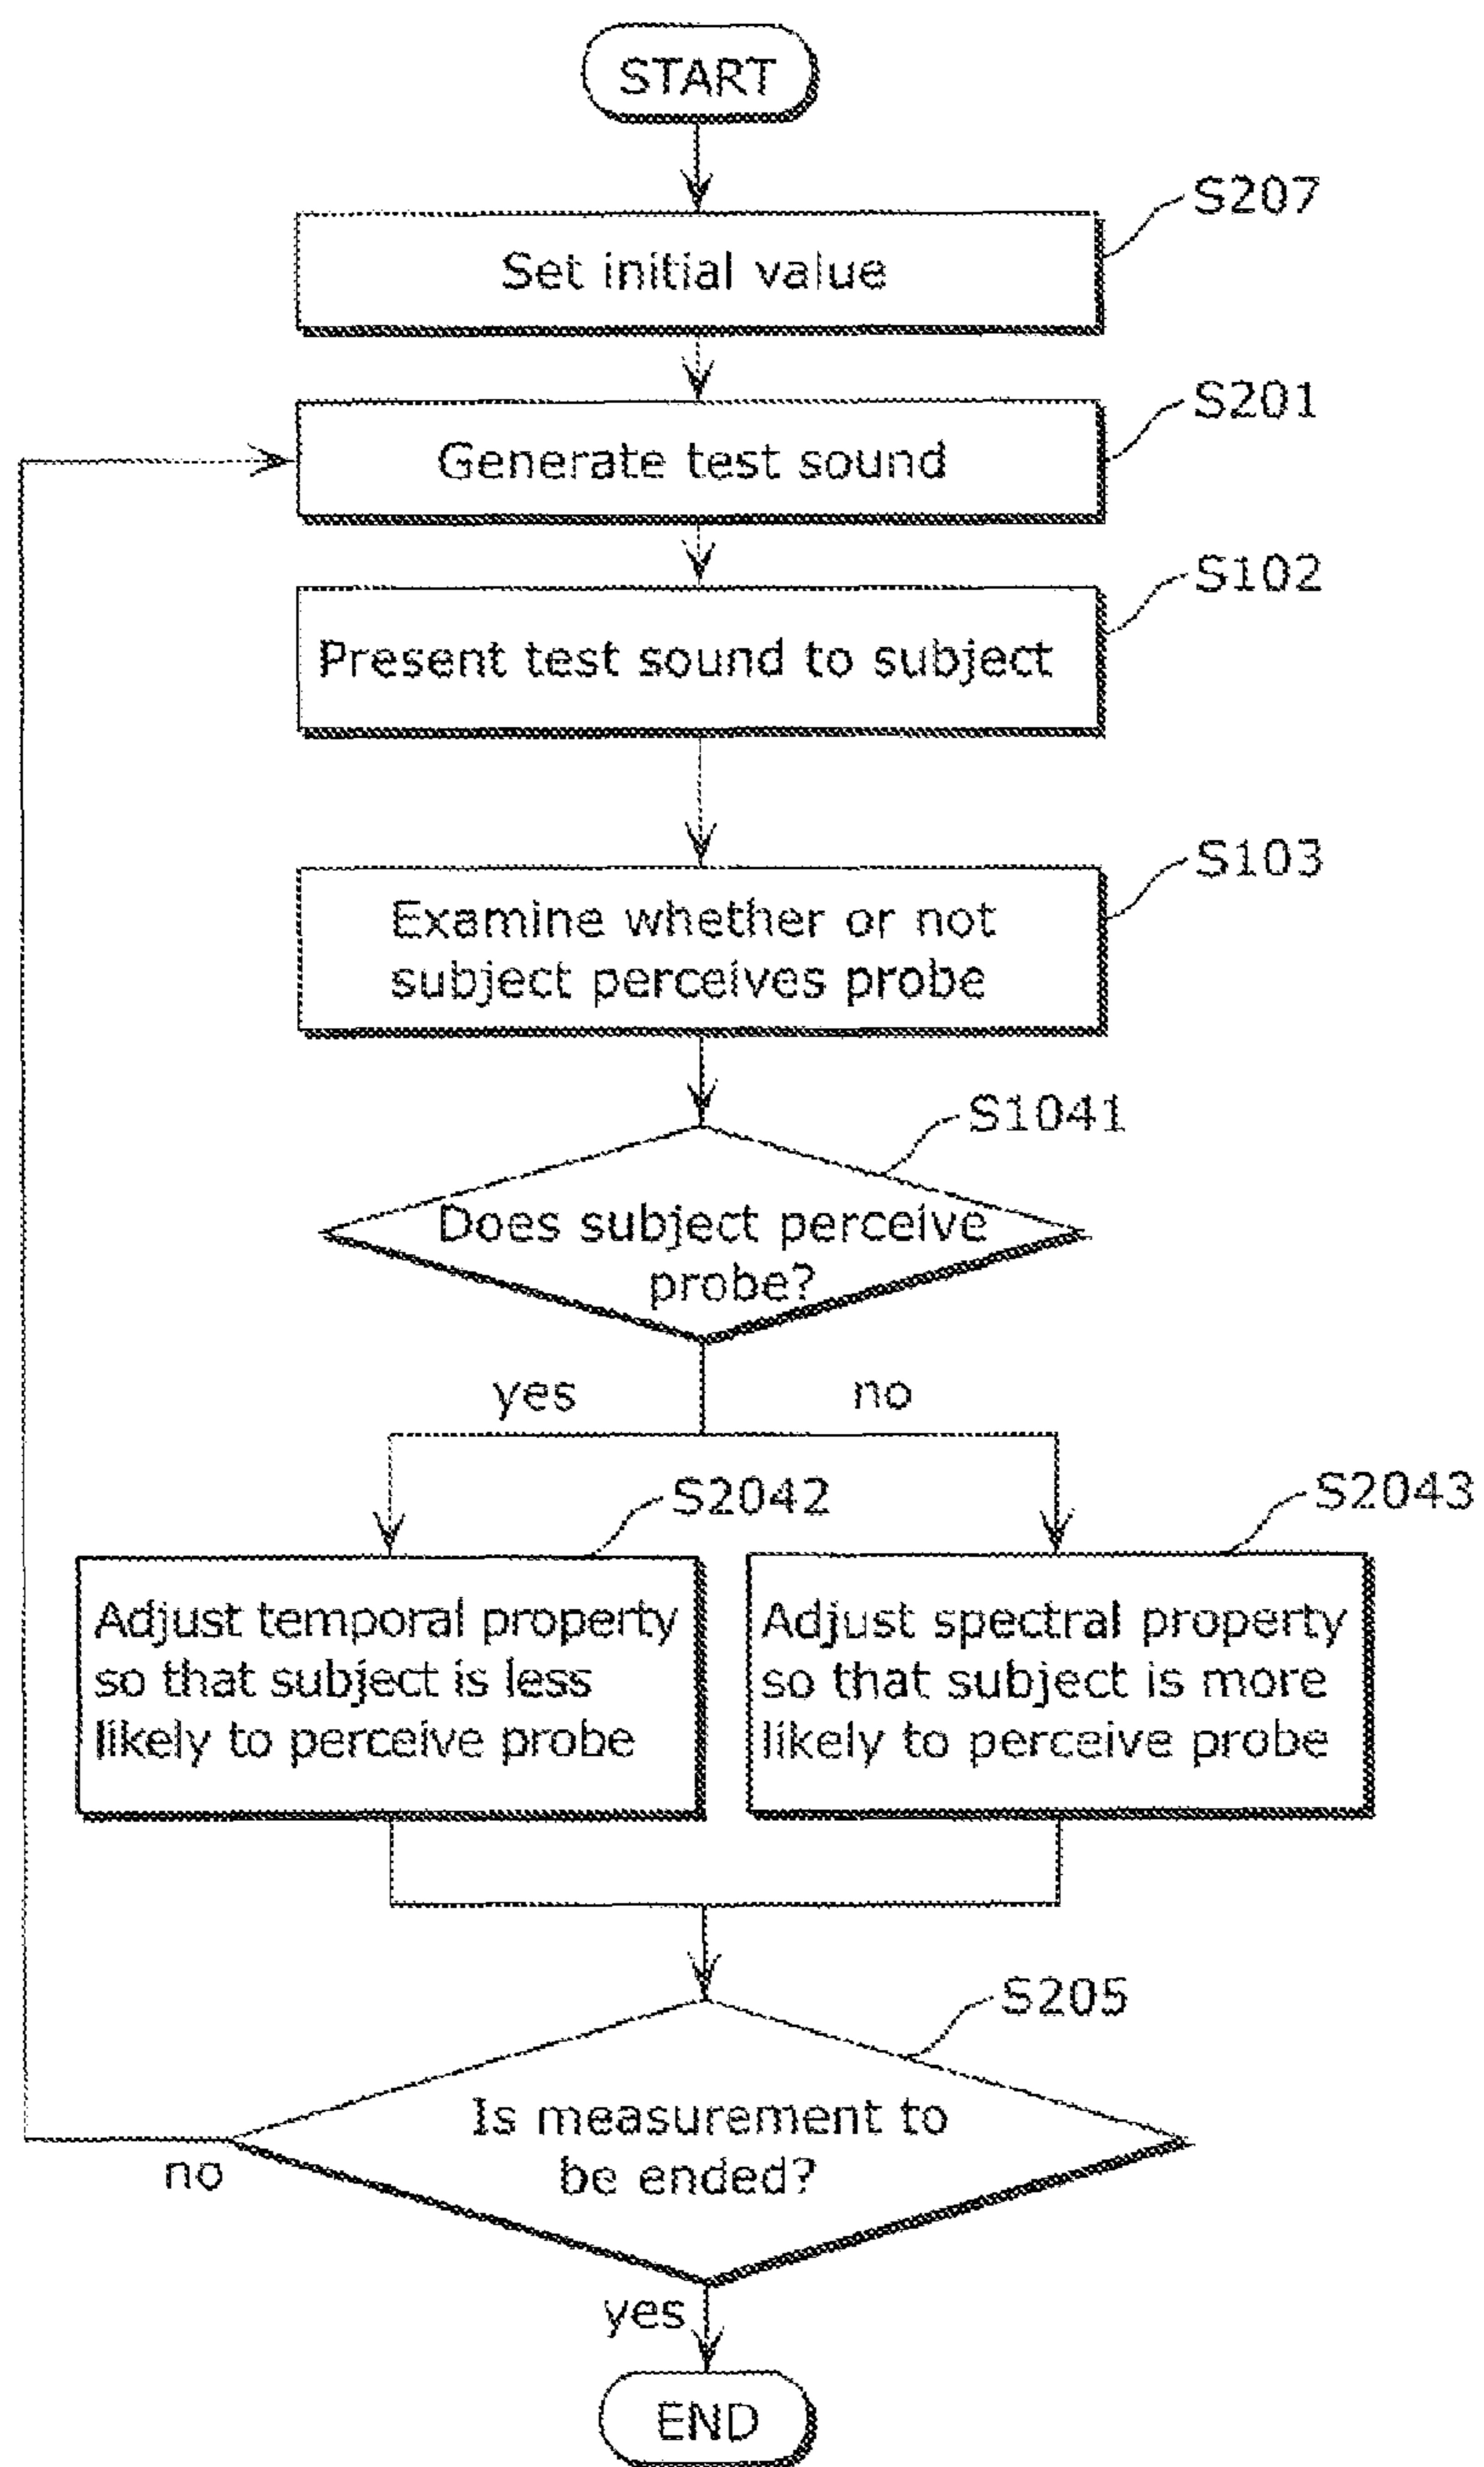 START
S207
Set initial value
S201
Generate test sound
S102
Present test sound to subject
S103
Examine whether or not
subject perceives probe
S1041
Does subject perceive
probe?
yes
no
S2042
S2043
Adjust temporal property
so that subject is less
likely to perceive probe
Adjust spectral property
so that subject is more
likely to perceive probe
S205
Is measurement to
be ended?
no
yes
END